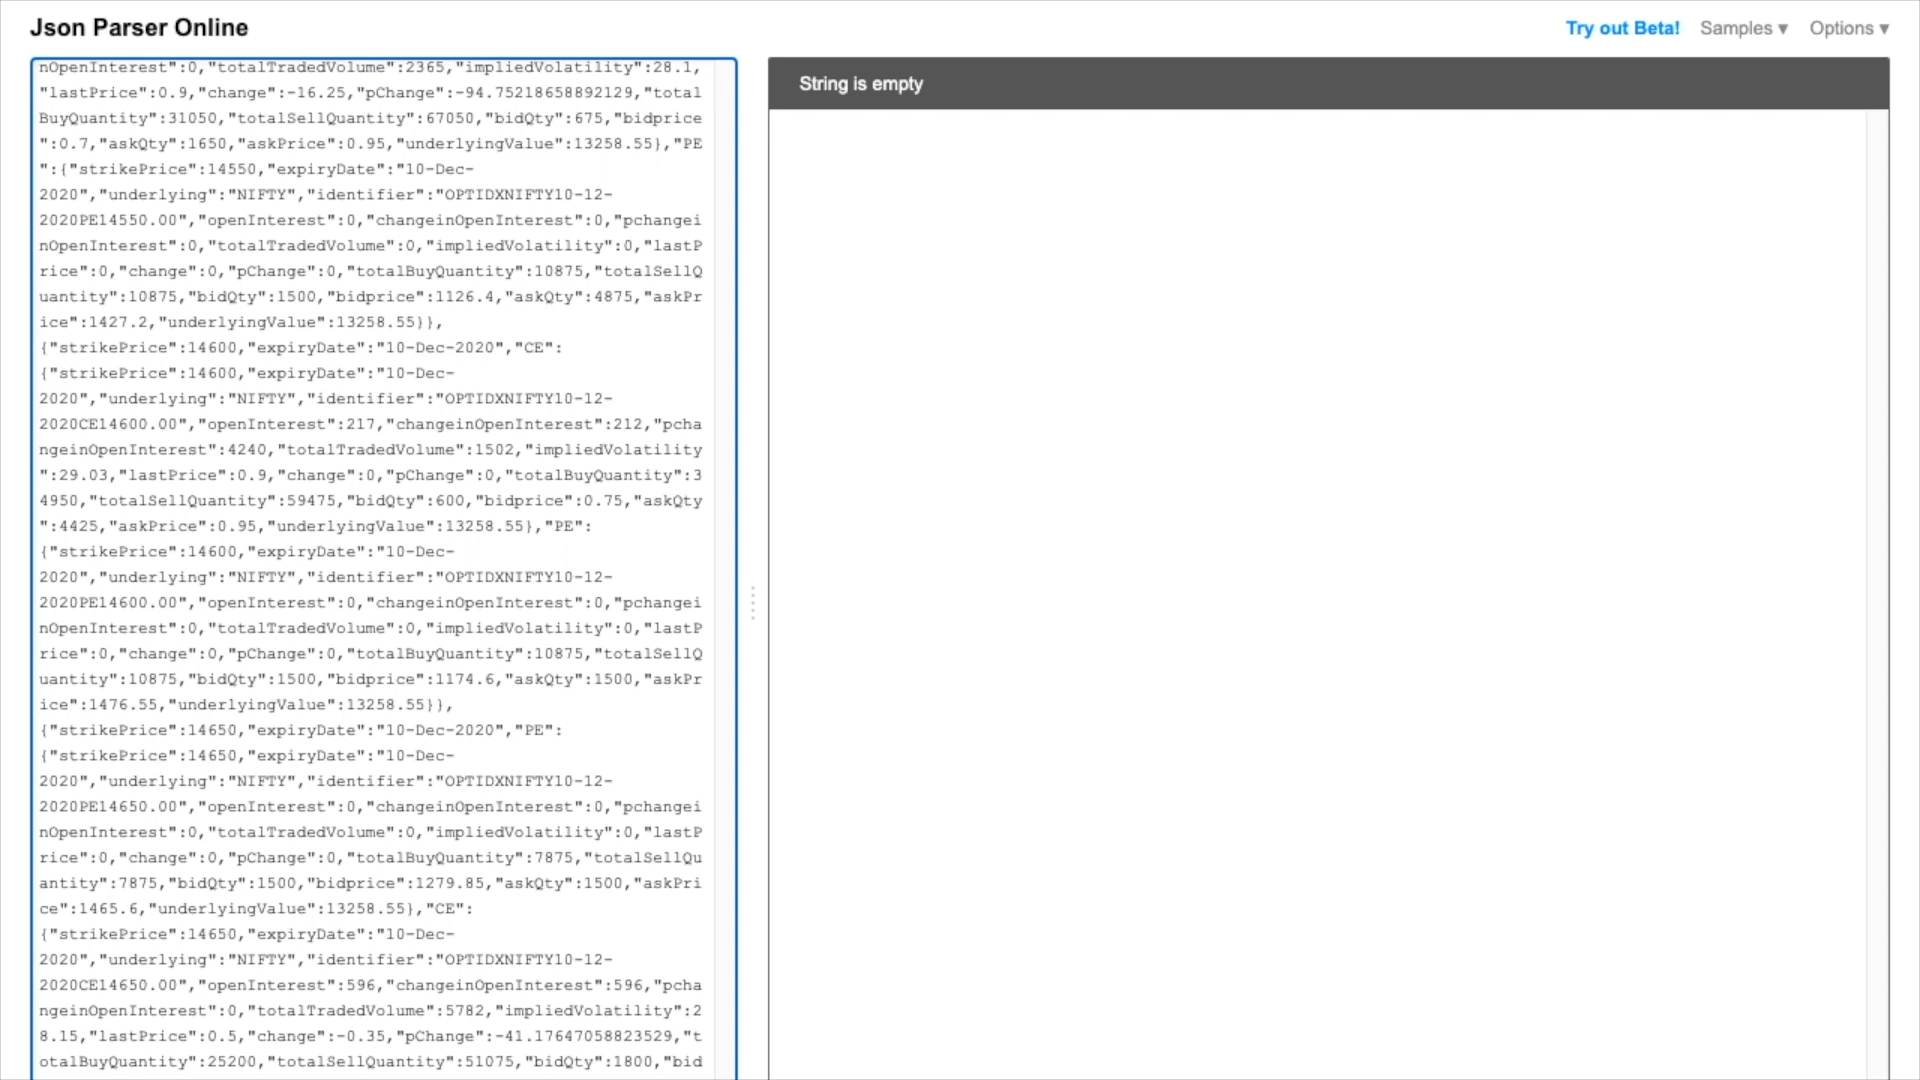 Json Parser Online
Try out Beta! Samples ▼ Options ▼
nOpenInterest":0,"totalTradedVolume":2365,"impliedVolatility":28.1,
"lastPrice":0.9,"change":-16.25,"pChange":-94.75218658892129,"total
BuyQuantity":31050,"totalSellQuantity":67050,"bidQty":675,"bidprice
":0.7,"askQty":1650,"askPrice":0.95,"underlyingValue":13258.55},"PE
":{"strikePrice":14550,"expiryDate":"10-Dec-
2020","underlying":"NIFTY","identifier":"OPTIDXNIFTY10-12-
2020PE14550.00","openInterest":0,"changeinOpenInterest":0,"pchangei
nOpenInterest":0,"totalTradedVolume":0,"impliedVolatility":0,"lastP
rice":0,"change":0,"pChange":0,"totalBuyQuantity":10875,"totalSellQ
uantity":10875,"bidQty":1500,"bidprice":1126.4,"askQty":4875,"askPr
ice":1427.2,"underlyingValue":13258.55}},
{"strikePrice":14600,"expiryDate":"10-Dec-2020","CE":
{"strikePrice":14600,"expiryDate":"10-Dec-
2020","underlying":"NIFTY","identifier":"OPTIDXNIFTY10-12-
2020CE14600.00","openInterest":217,"changeinOpenInterest":212,"pcha
ngeinOpenInterest":4240,"totalTradedVolume":1502,"impliedVolatility
":29.03,"lastPrice":0.9,"change":0,"pChange":0,"totalBuyQuantity":3
4950,"totalSellQuantity":59475,"bidQty":600,"bidprice":0.75,"askQty
":4425,"askPrice":0.95,"underlyingValue":13258.55},"PE":
{"strikePrice":14600,"expiryDate":"10-Dec-
2020","underlying":"NIFTY","identifier":"OPTIDXNIFTY10-12-
2020PE14600.00","openInterest":0,"changeinOpenInterest":0,"pchangei
nOpenInterest":0,"totalTradedVolume":0,"impliedVolatility":0,"lastP
rice":0,"change":0,"pChange":0,"totalBuyQuantity":10875,"totalSellQ
uantity":10875,"bidQty":1500,"bidprice":1174.6,"askQty":1500,"askPr
ice":1476.55,"underlyingValue":13258.55}},
{"strikePrice":14650,"expiryDate":"10-Dec-2020","PE":
{"strikePrice":14650,"expiryDate":"10-Dec-
2020","underlying":"NIFTY","identifier":"OPTIDXNIFTY10-12-
2020PE14650.00","openInterest":0,"changeinOpenInterest":0,"pchangei
nOpenInterest":0,"totalTradedVolume":0,"impliedVolatility":0,"lastP
rice":0,"change":0,"pChange":0,"totalBuyQuantity":7875,"totalSellQu
antity":7875,"bidQty":1500,"bidprice":1279.85,"askQty":1500,"askPri
ce":1465.6,"underlyingValue":13258.55},"CE":
{"strikePrice":14650,"expiryDate":"10-Dec-
2020","underlying":"NIFTY","identifier":"OPTIDXNIFTY10-12-
2020CE14650.00","openInterest":596,"changeinOpenInterest":596,"pcha
ngeinOpenInterest":0,"totalTradedVolume":5782,"impliedVolatility":2
8.15,"lastPrice":0.5,"change":-0.35,"pChange":-41.17647058823529,"t
otalBuyQuantity":25200,"totalSellQuantity":51075,"bidQty":1800,"bid
String is empty